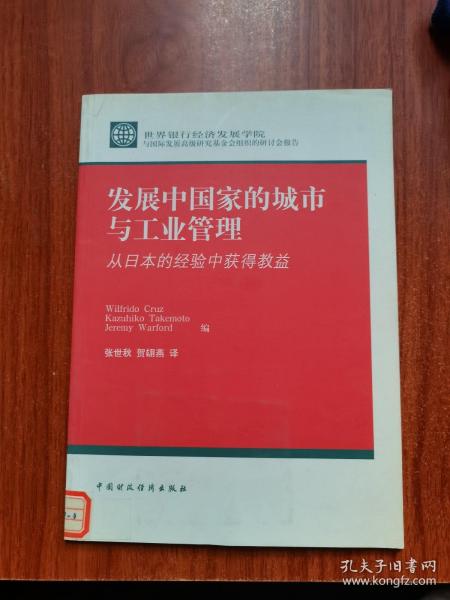 世界银行经济发展学院
与国际发展高级研究基金会组织的研讨会报告
发展中国家的城市
与工业管理
从日本的经验中获得教益
Wilfrido Cruz
Kazuhiko Takemoto
Jeremy Warford 编
张世秋 贺翃燕 译
中国财政经济出版社
孔夫子旧书网
www.kongfz.com